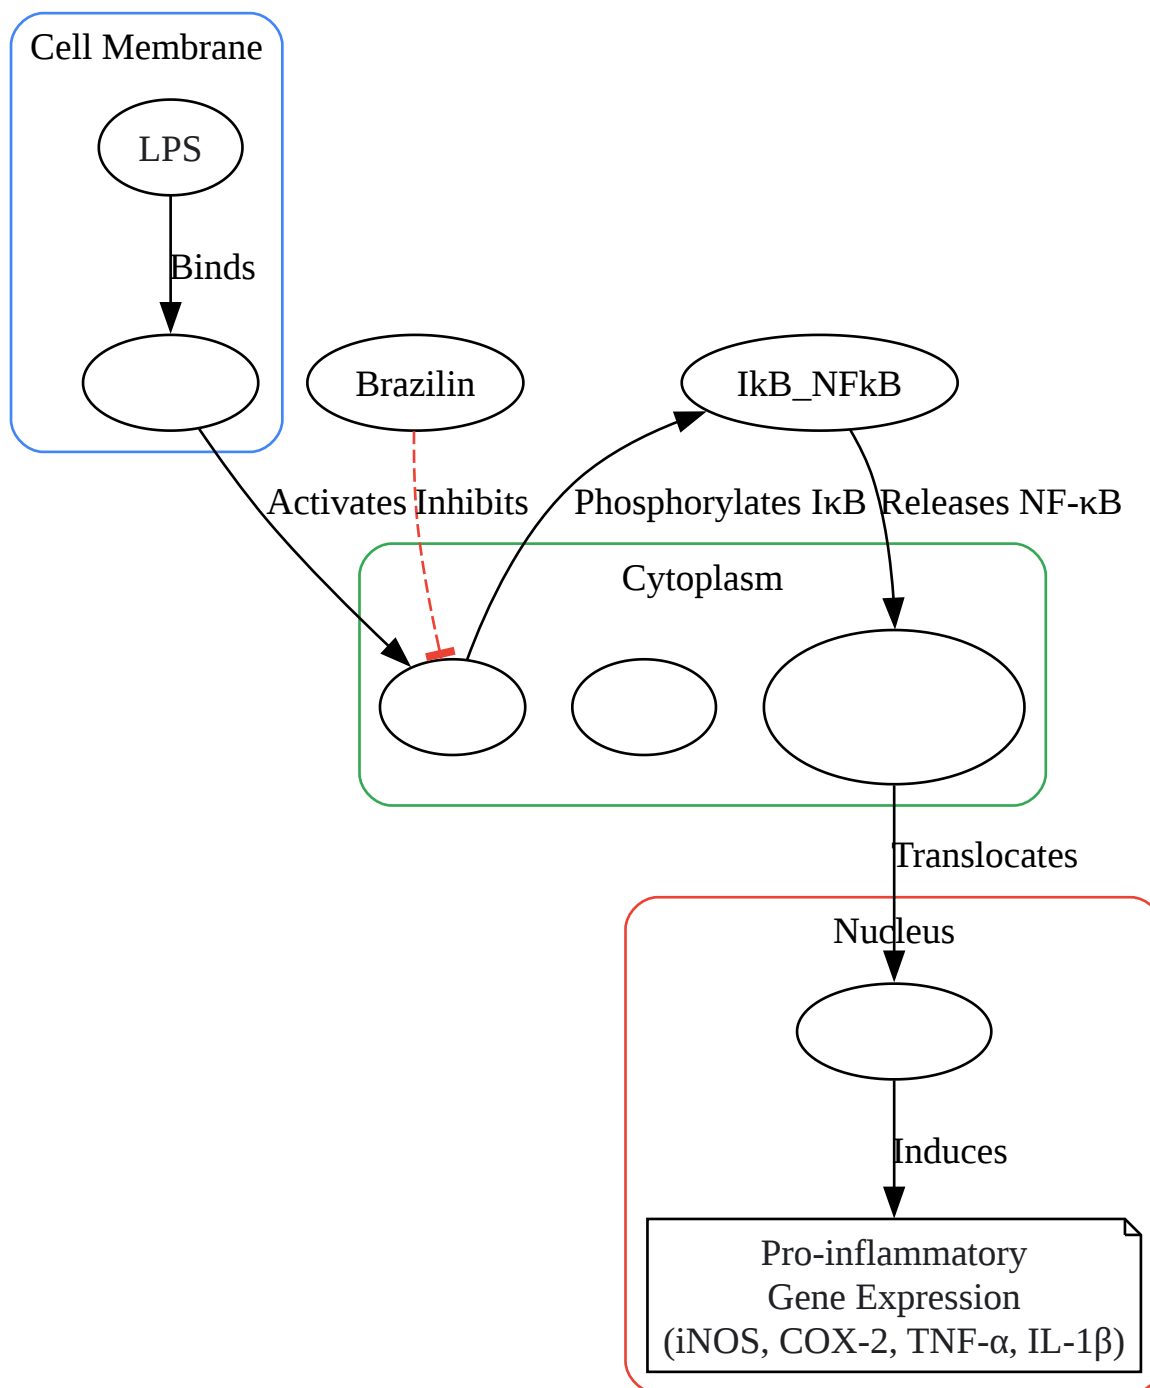 Cell Membrane
LPS
Binds
Brazilin
IkB_NFkB
Activates
Inhibits
Phosphorylates IκB
Releases NF-κB
Cytoplasm
Translocates
Nucleus
Induces
Pro-inflammatory
Gene Expression
(iNOS, COX-2, TNF-α, IL-1β)